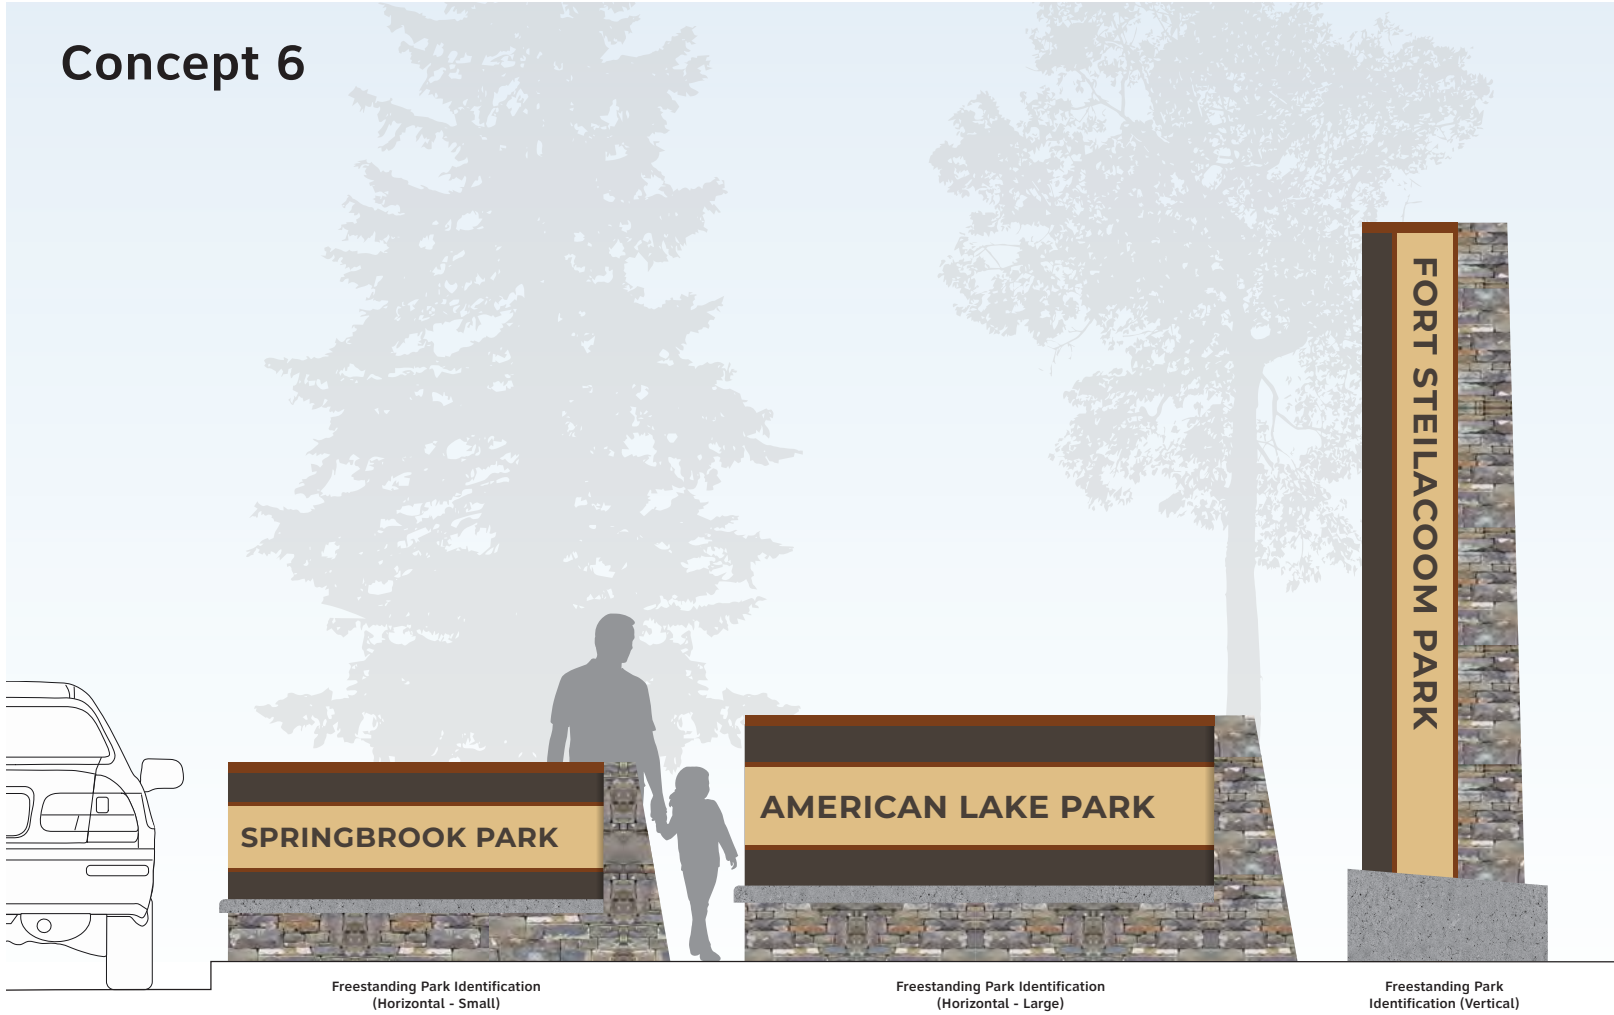 Concept 6
FORT STEILACOOM PARK
SPRINGBROOK PARK
AMERICAN LAKE PARK
Freestanding Park Identification
(Horizontal - Small)
Freestanding Park Identification
(Horizontal - Large)
Freestanding Park
Identification (Vertical)